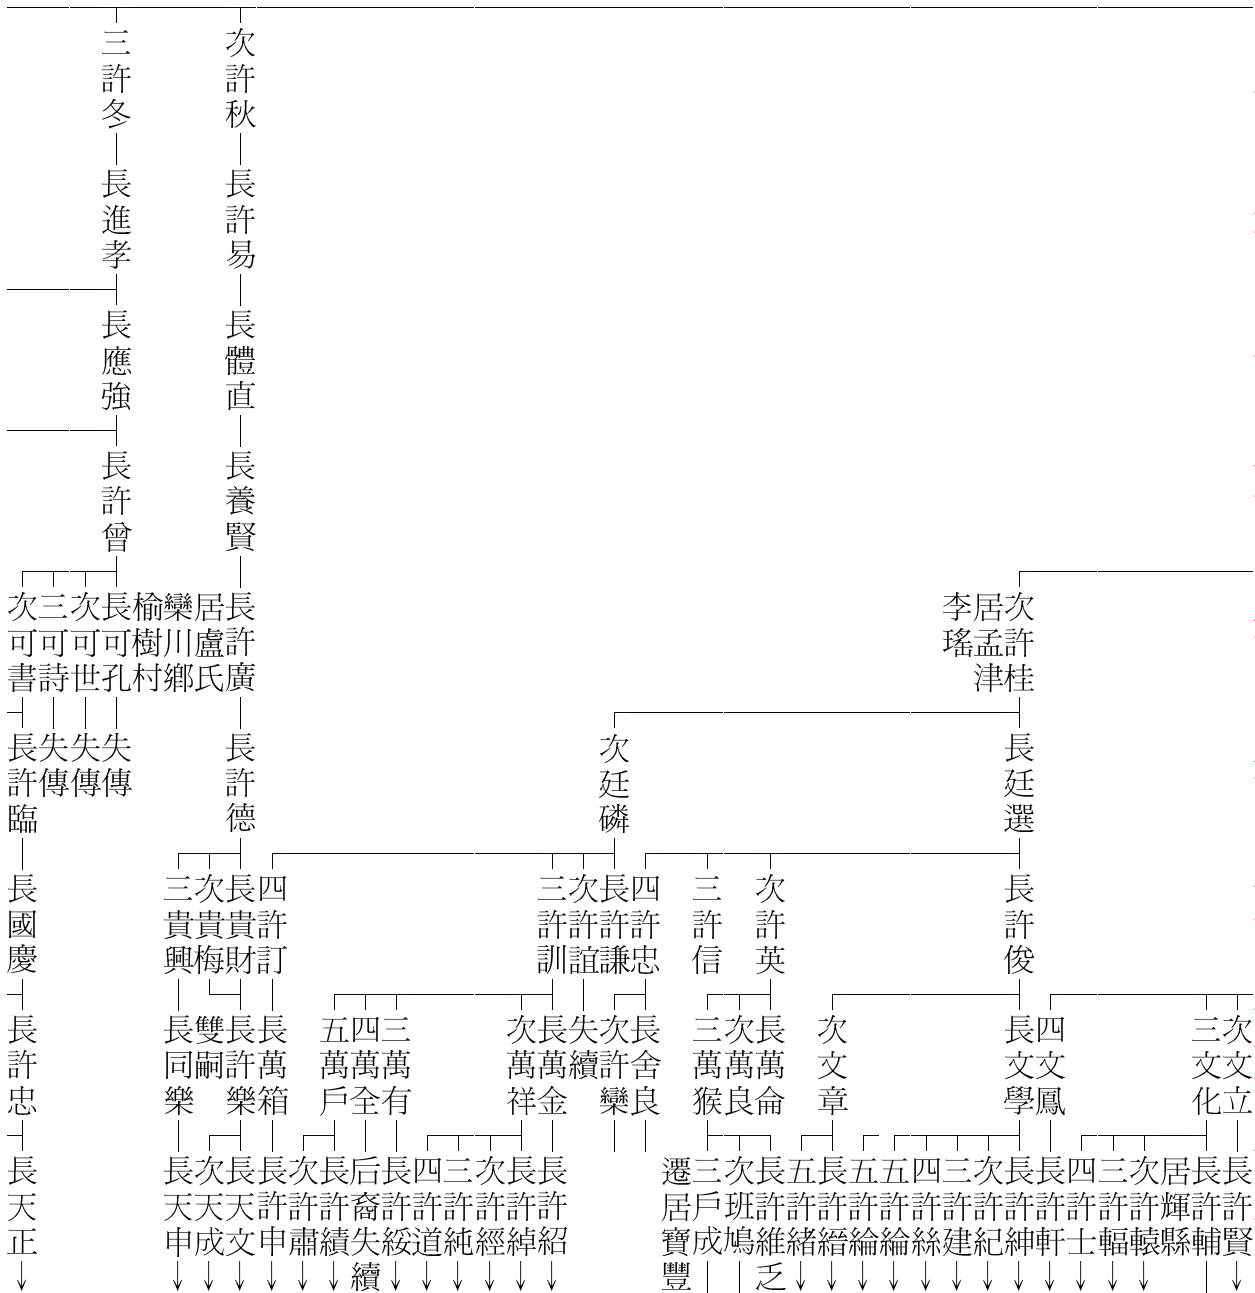 次許秋
三許冬
長許易
長進孝
長體直
長應強
長養賢
長許曾
次許桂
居孟津
李瑤
長許廣
居盧氏
欒川鄉
榆樹村
長可孔
次可世
三可詩
次可書
長廷選
次廷磷
長許德
失傳
失傳
失傳
長許臨
長許俊
次許英
三許信
四許忠
長許謙
次許誼
三許訓
四許訂
長貴財
次貴梅
三貴興
長國慶
次文立
三文化
四文鳳
長文學
次文章
長萬侖
次萬良
三萬猴
長舍良
次許欒
失續
長萬金
次萬祥
三萬有
四萬全
五萬戶
長萬箱
長許樂
雙嗣
長同樂
長許忠
長許賢
長許輔
居輝縣
次許轅
三許輻
四許士
長許軒
長許紳
次許紀
三許建
四許絲
五許綸
五許綸
長許縉
五許緒
長許維乏
次班鳩
三戶成
遷居寶豐
長許紹
長許綽
次許經
三許純
四許道
長許綏
后裔失續
長許績
次許肅
長許申
長天文
次天成
長天申
長天正